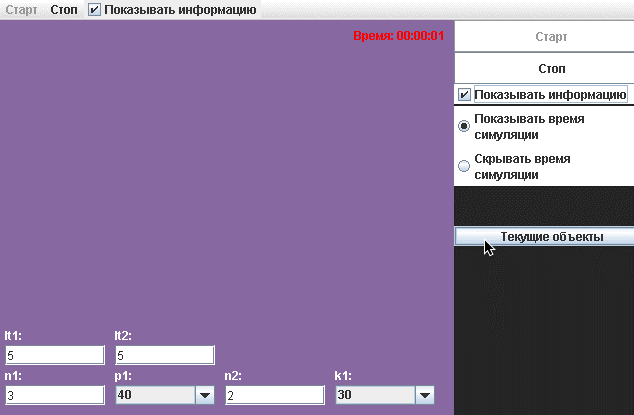 Старт Стоп Показывать информацию
Время: 00:00:01
Старт
Стоп
Показывать информацию
Показывать время
симуляции
Скрывать время
симуляции
Текущие объекты
lt1: lt2:
5 5
n1: p1: n2: k1:
3 40 2 30